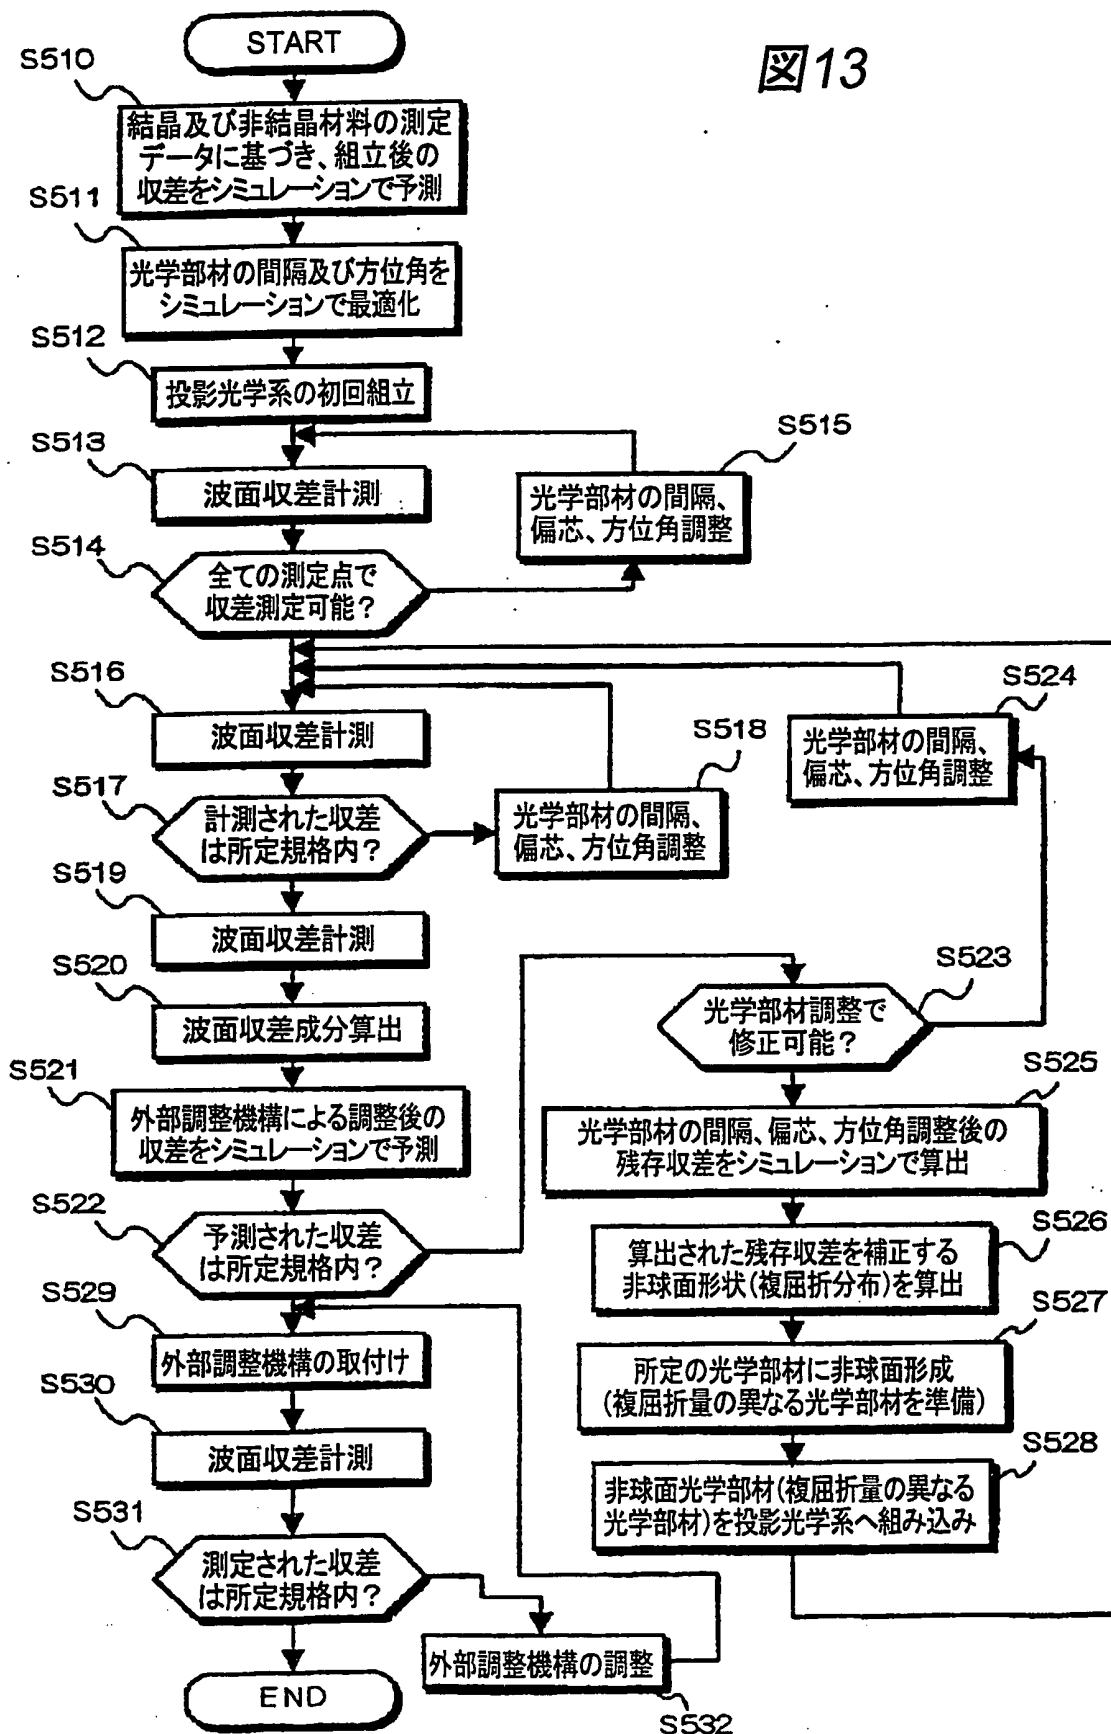 図13
START
S510
結晶及び非結晶材料の測定
データに基づき、組立後の
収差をシミュレーションで予測
S511
光学部材の間隔及び方位角を
シミュレーションで最適化
S512
投影光学系の初回組立
S513
波面収差計測
S515
光学部材の間隔、
偏芯、方位角調整
S514
全ての測定点で
収差測定可能?
S516
波面収差計測
S517
計測された収差
は所定規格内?
S518
光学部材の間隔、
偏芯、方位角調整
S524
光学部材の間隔、
偏芯、方位角調整
S519
波面収差計測
S520
波面収差成分算出
S521
外部調整機構による調整後の
収差をシミュレーションで予測
S522
予測された収差
は所定規格内?
S523
光学部材調整で
修正可能?
S525
光学部材の間隔、偏芯、方位角調整後の
残存収差をシミュレーションで算出
S526
算出された残存収差を補正する
非球面形状(複屈折分布)を算出
S527
所定の光学部材に非球面形成
(複屈折量の異なる光学部材を準備)
S528
非球面光学部材(複屈折量の異なる
光学部材)を投影光学系へ組み込み
S529
外部調整機構の取付け
S530
波面収差計測
S531
測定された収差
は所定規格内?
外部調整機構の調整
S532
END